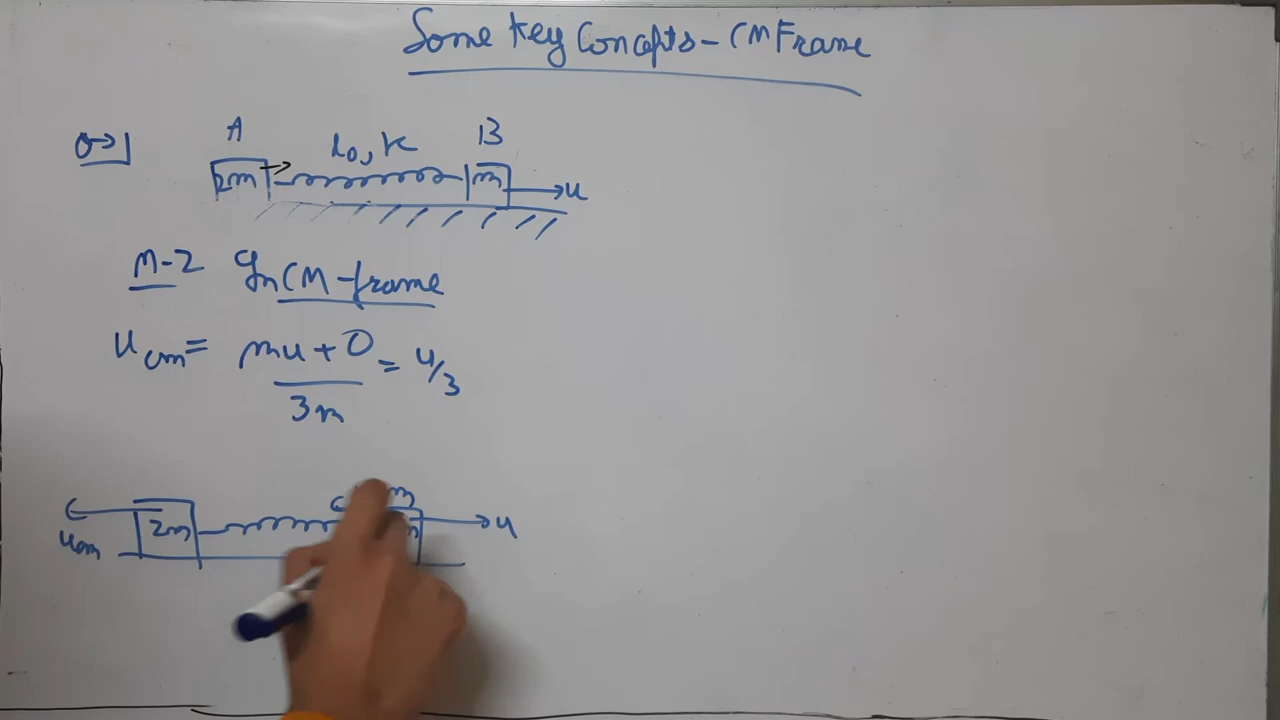 Some Key Concepts - CM Frame
Q→1
A B
l₀, k
2m m → u
M-2 In CM-frame
u_cm = (mu + 0)/3m = u/3
2m → u
u_cm